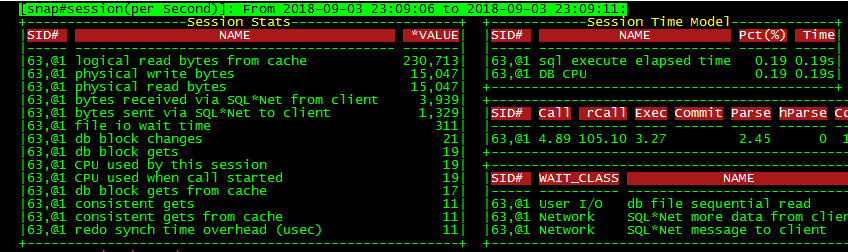 [snap#session(per Second)]: From 2018-09-03 23:09:06 to 2018-09-03 23:09:11:
Session Stats
SID# NAME *VALUE
63,@1 logical read bytes from cache 230,713
63,@1 physical write bytes 15,047
63,@1 physical read bytes 15,047
63,@1 bytes received via SQL*Net from client 3,939
63,@1 bytes sent via SQL*Net to client 1,329
63,@1 file io wait time 311
63,@1 db block changes 21
63,@1 db block gets 19
63,@1 CPU used by this session 19
63,@1 CPU used when call started 19
63,@1 db block gets from cache 17
63,@1 consistent gets 11
63,@1 consistent gets from cache 11
63,@1 redo synch time overhead (usec) 11
Session Time Model
SID# NAME Pct(%) Time
63,@1 sql execute elapsed time 0.19 0.19s
63,@1 DB CPU 0.19 0.19s
SID# Call rCall Exec Commit Parse hParse Co
63,@1 4.89 105.10 3.27 2.45 0 1
SID# WAIT_CLASS NAME
63,@1 User I/O db file sequential read
63,@1 Network SQL*Net more data from clien
63,@1 Network SQL*Net message to client